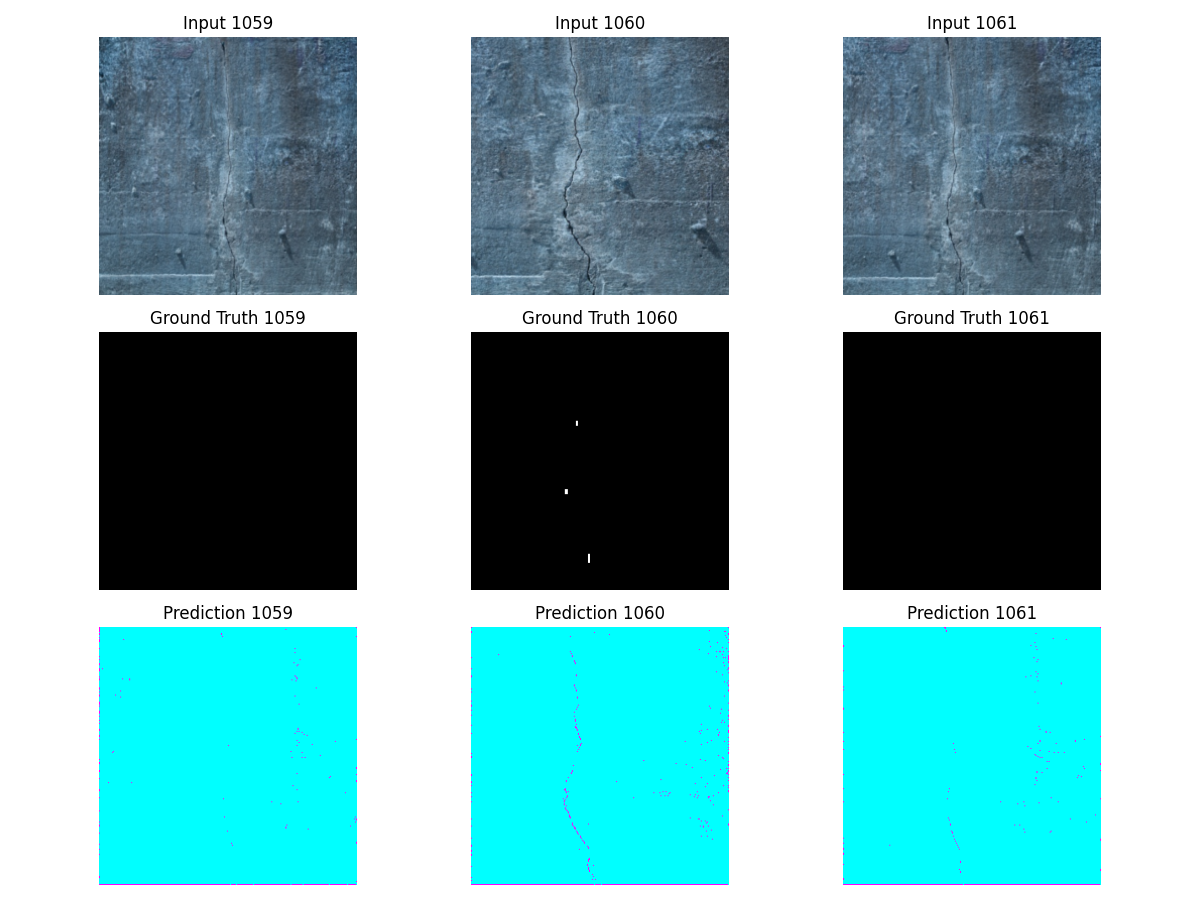 Input 1059
Input 1060
Input 1061
Ground Truth 1059
Ground Truth 1060
Ground Truth 1061
Prediction 1059
Prediction 1060
Prediction 1061